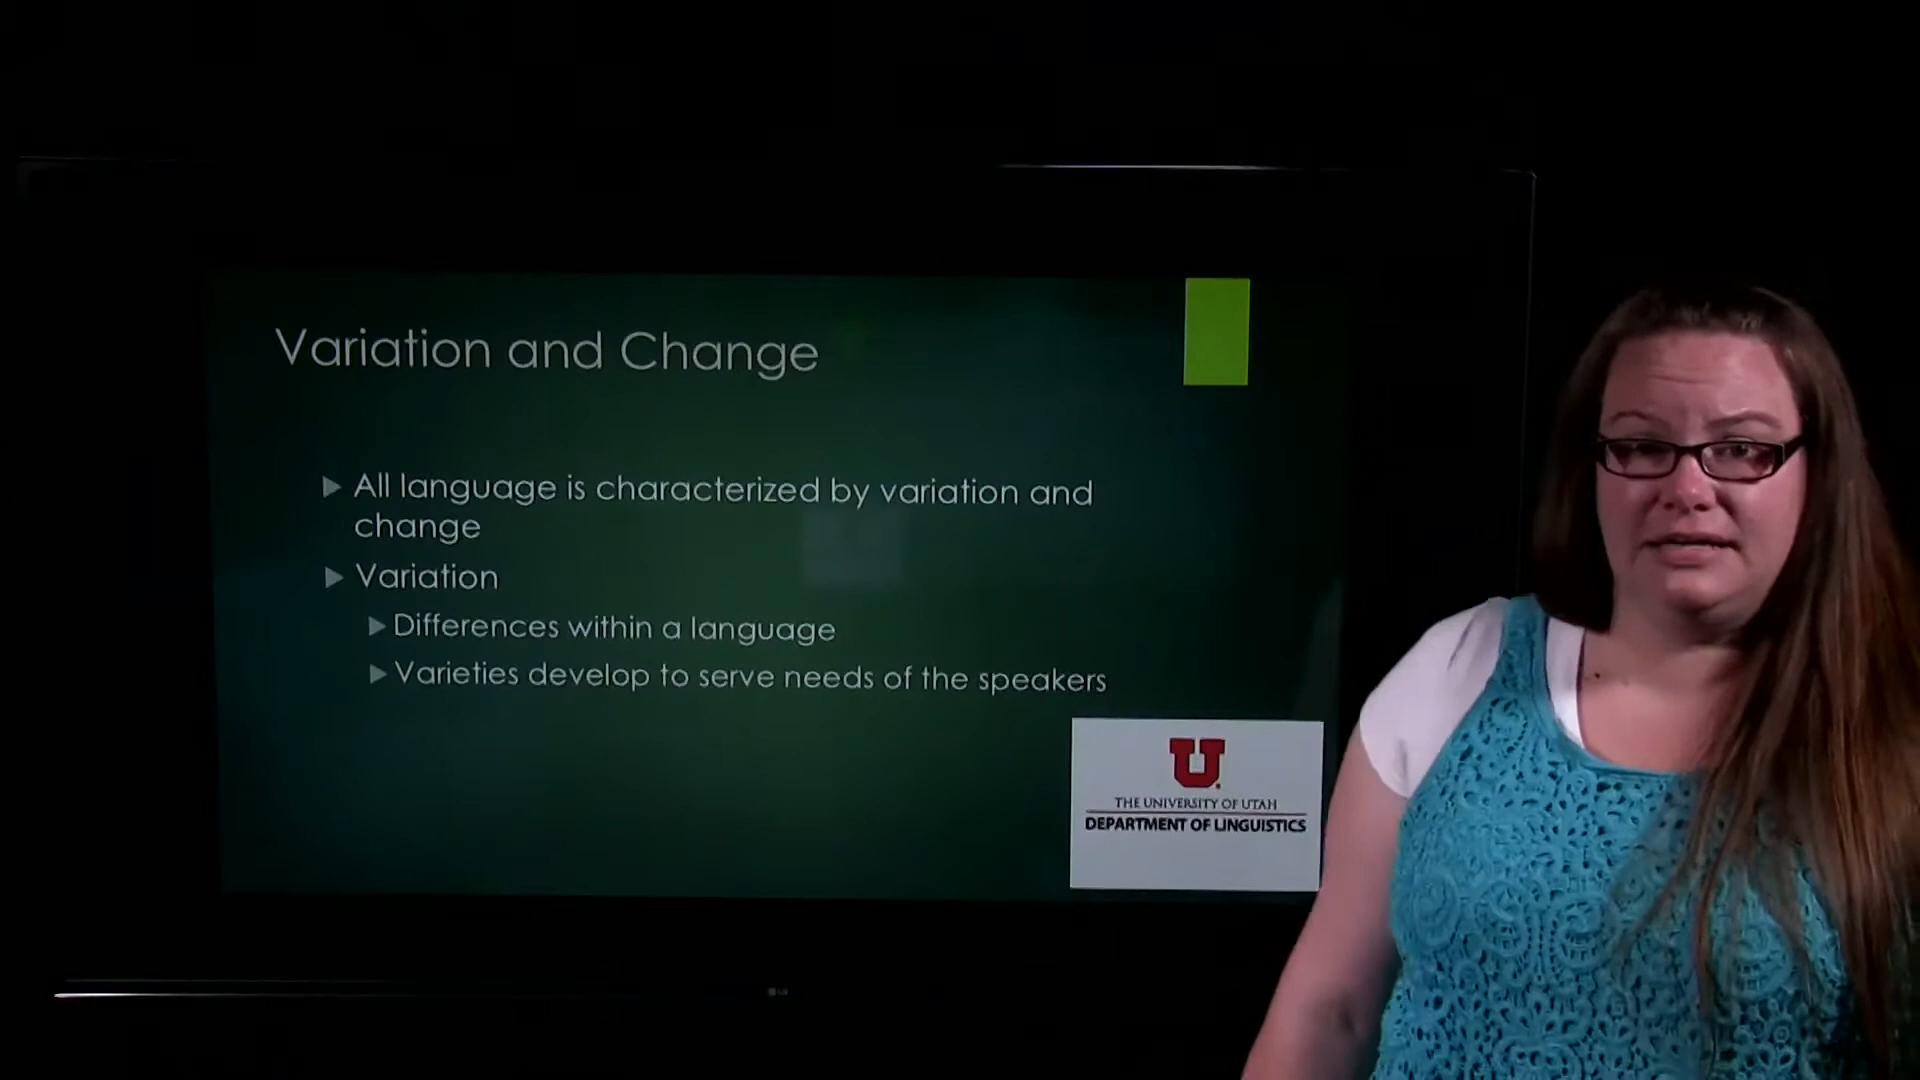 Variation and Change
All language is characterized by variation and
change
Variation
Differences within a language
Varieties develop to serve needs of the speakers
U
THE UNIVERSITY OF UTAH
DEPARTMENT OF LINGUISTICS
LG